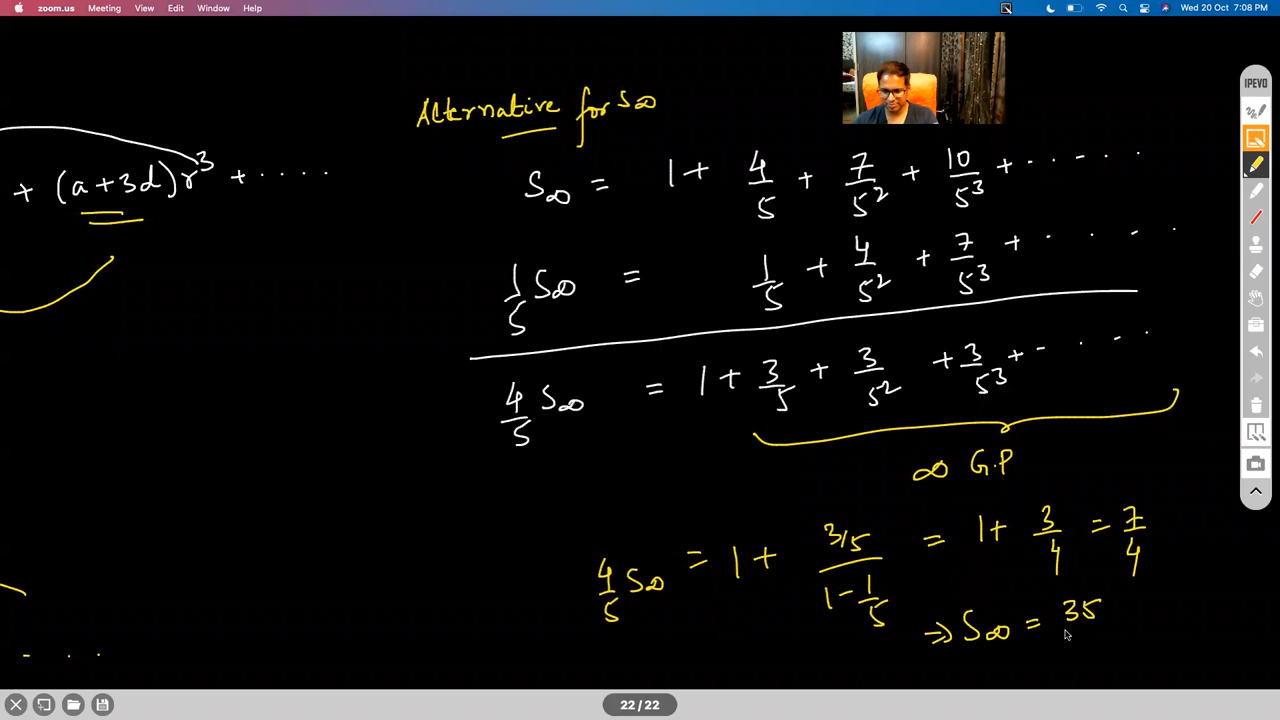 zoom.us Meeting View Edit Window Help Wed 20 Oct 7:08 PM
IPEVO
Alternative for S∞
+ (a+3d)r³ + ....
S∞ = 1 + 4/5 + 7/5² + 10/5³ + ......
1/5 S∞ = 1/5 + 4/5² + 7/5³ + .....
4/5 S∞ = 1 + 3/5 + 3/5² + 3/5³ + .....
∞ G.P
4/5 S∞ = 1 + (3/5)/(1 - 1/5) = 1 + 3/4 = 7/4
⇒ S∞ = 35
. . .
22 / 22